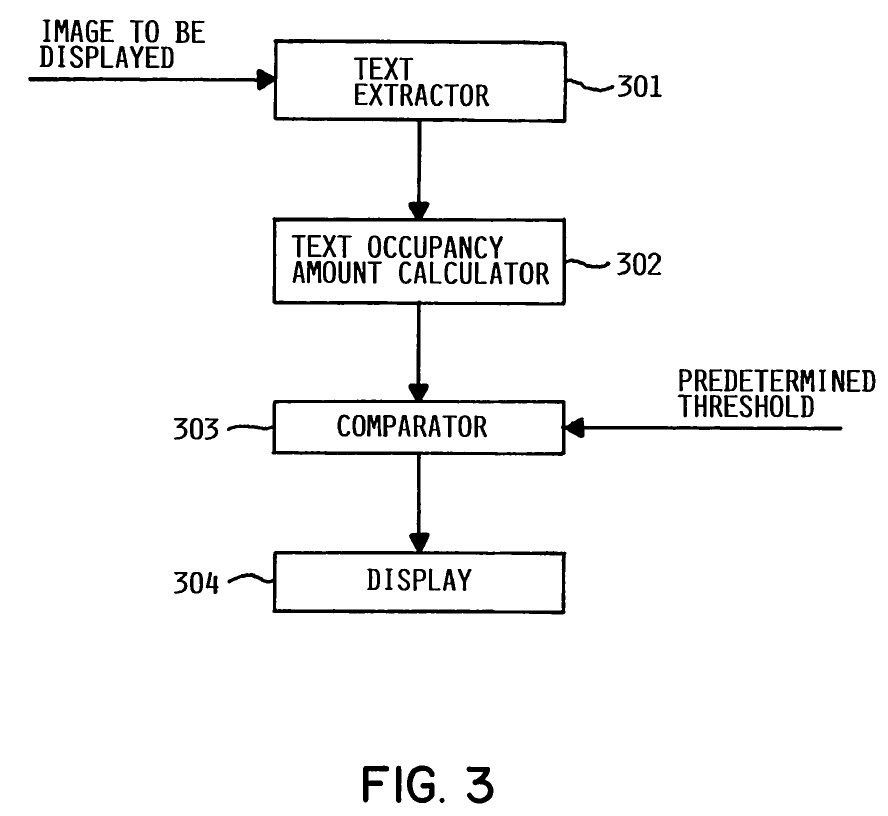 IMAGE TO BE
DISPLAYED
TEXT
EXTRACTOR
301
TEXT OCCUPANCY
AMOUNT CALCULATOR
302
PREDETERMINED
THRESHOLD
303
COMPARATOR
304
DISPLAY
FIG. 3